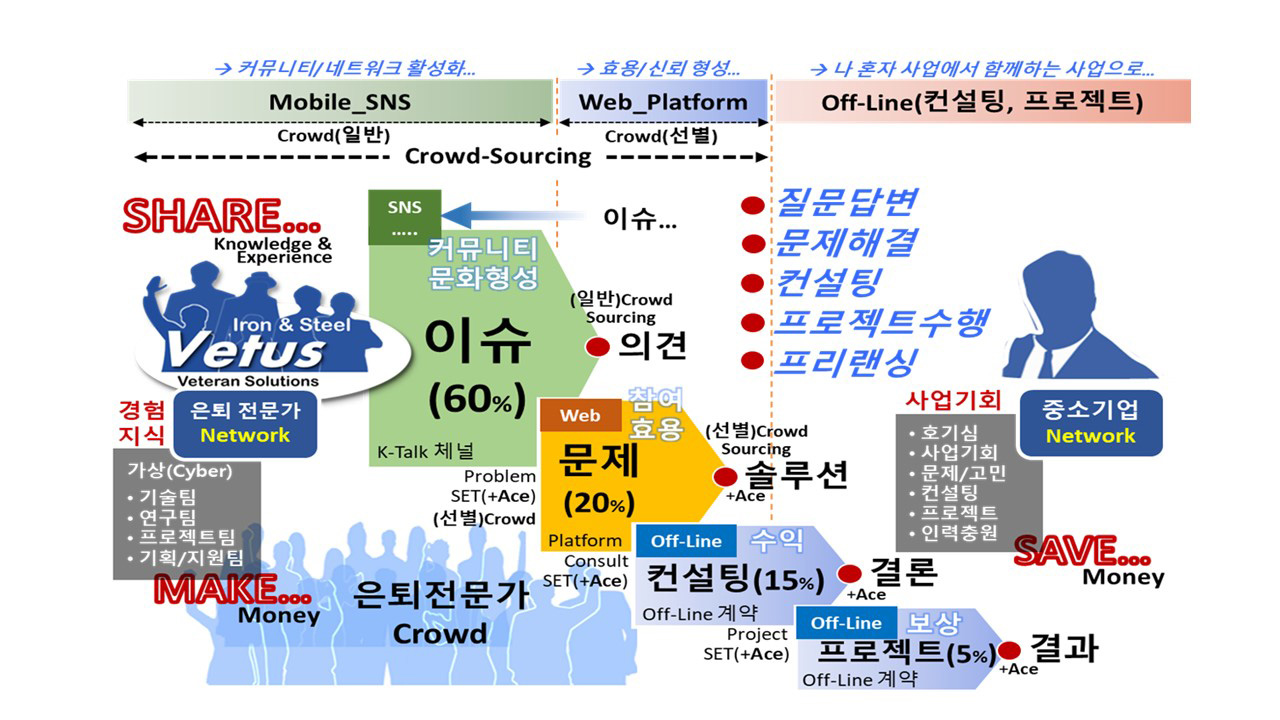 → 커뮤니티/네트워크 활성화...
→ 효용/신뢰 형성...
→ 나 혼자 사업에서 함께하는 사업으로...
Mobile_SNS
Web_Platform
Off-Line(컨설팅, 프로젝트)
Crowd(일반)
Crowd(선별)
Crowd-Sourcing
SHARE...
Knowledge &
Experience
Iron & Steel
Vetus
Veteran Solutions
경험
지식
은퇴 전문가
Network
가상(Cyber)
• 기술팀
• 연구팀
• 프로젝트팀
• 기획/지원팀
MAKE...
Money
은퇴전문가
Crowd
SNS
.....
이슈...
커뮤니티
문화형성
이슈
(60%)
K-Talk 체널
(일반)Crowd
Sourcing
의견
Problem
SET(+Ace)
(선별)Crowd
Web
참여
효용
문제
(20%)
Platform
(선별)Crowd
Sourcing
솔루션
+Ace
Consult
SET(+Ace)
Off-Line
수익
컨설팅(15%)
Off-Line 계약
결론
+Ace
Project
SET(+Ace)
Off-Line
보상
프로젝트(5%)
Off-Line 계약
결과
+Ace
질문답변
문제해결
컨설팅
프로젝트수행
프리랜싱
사업기회
중소기업
Network
• 호기심
• 사업기회
• 문제/고민
• 컨설팅
• 프로젝트
• 인력충원
SAVE...
Money